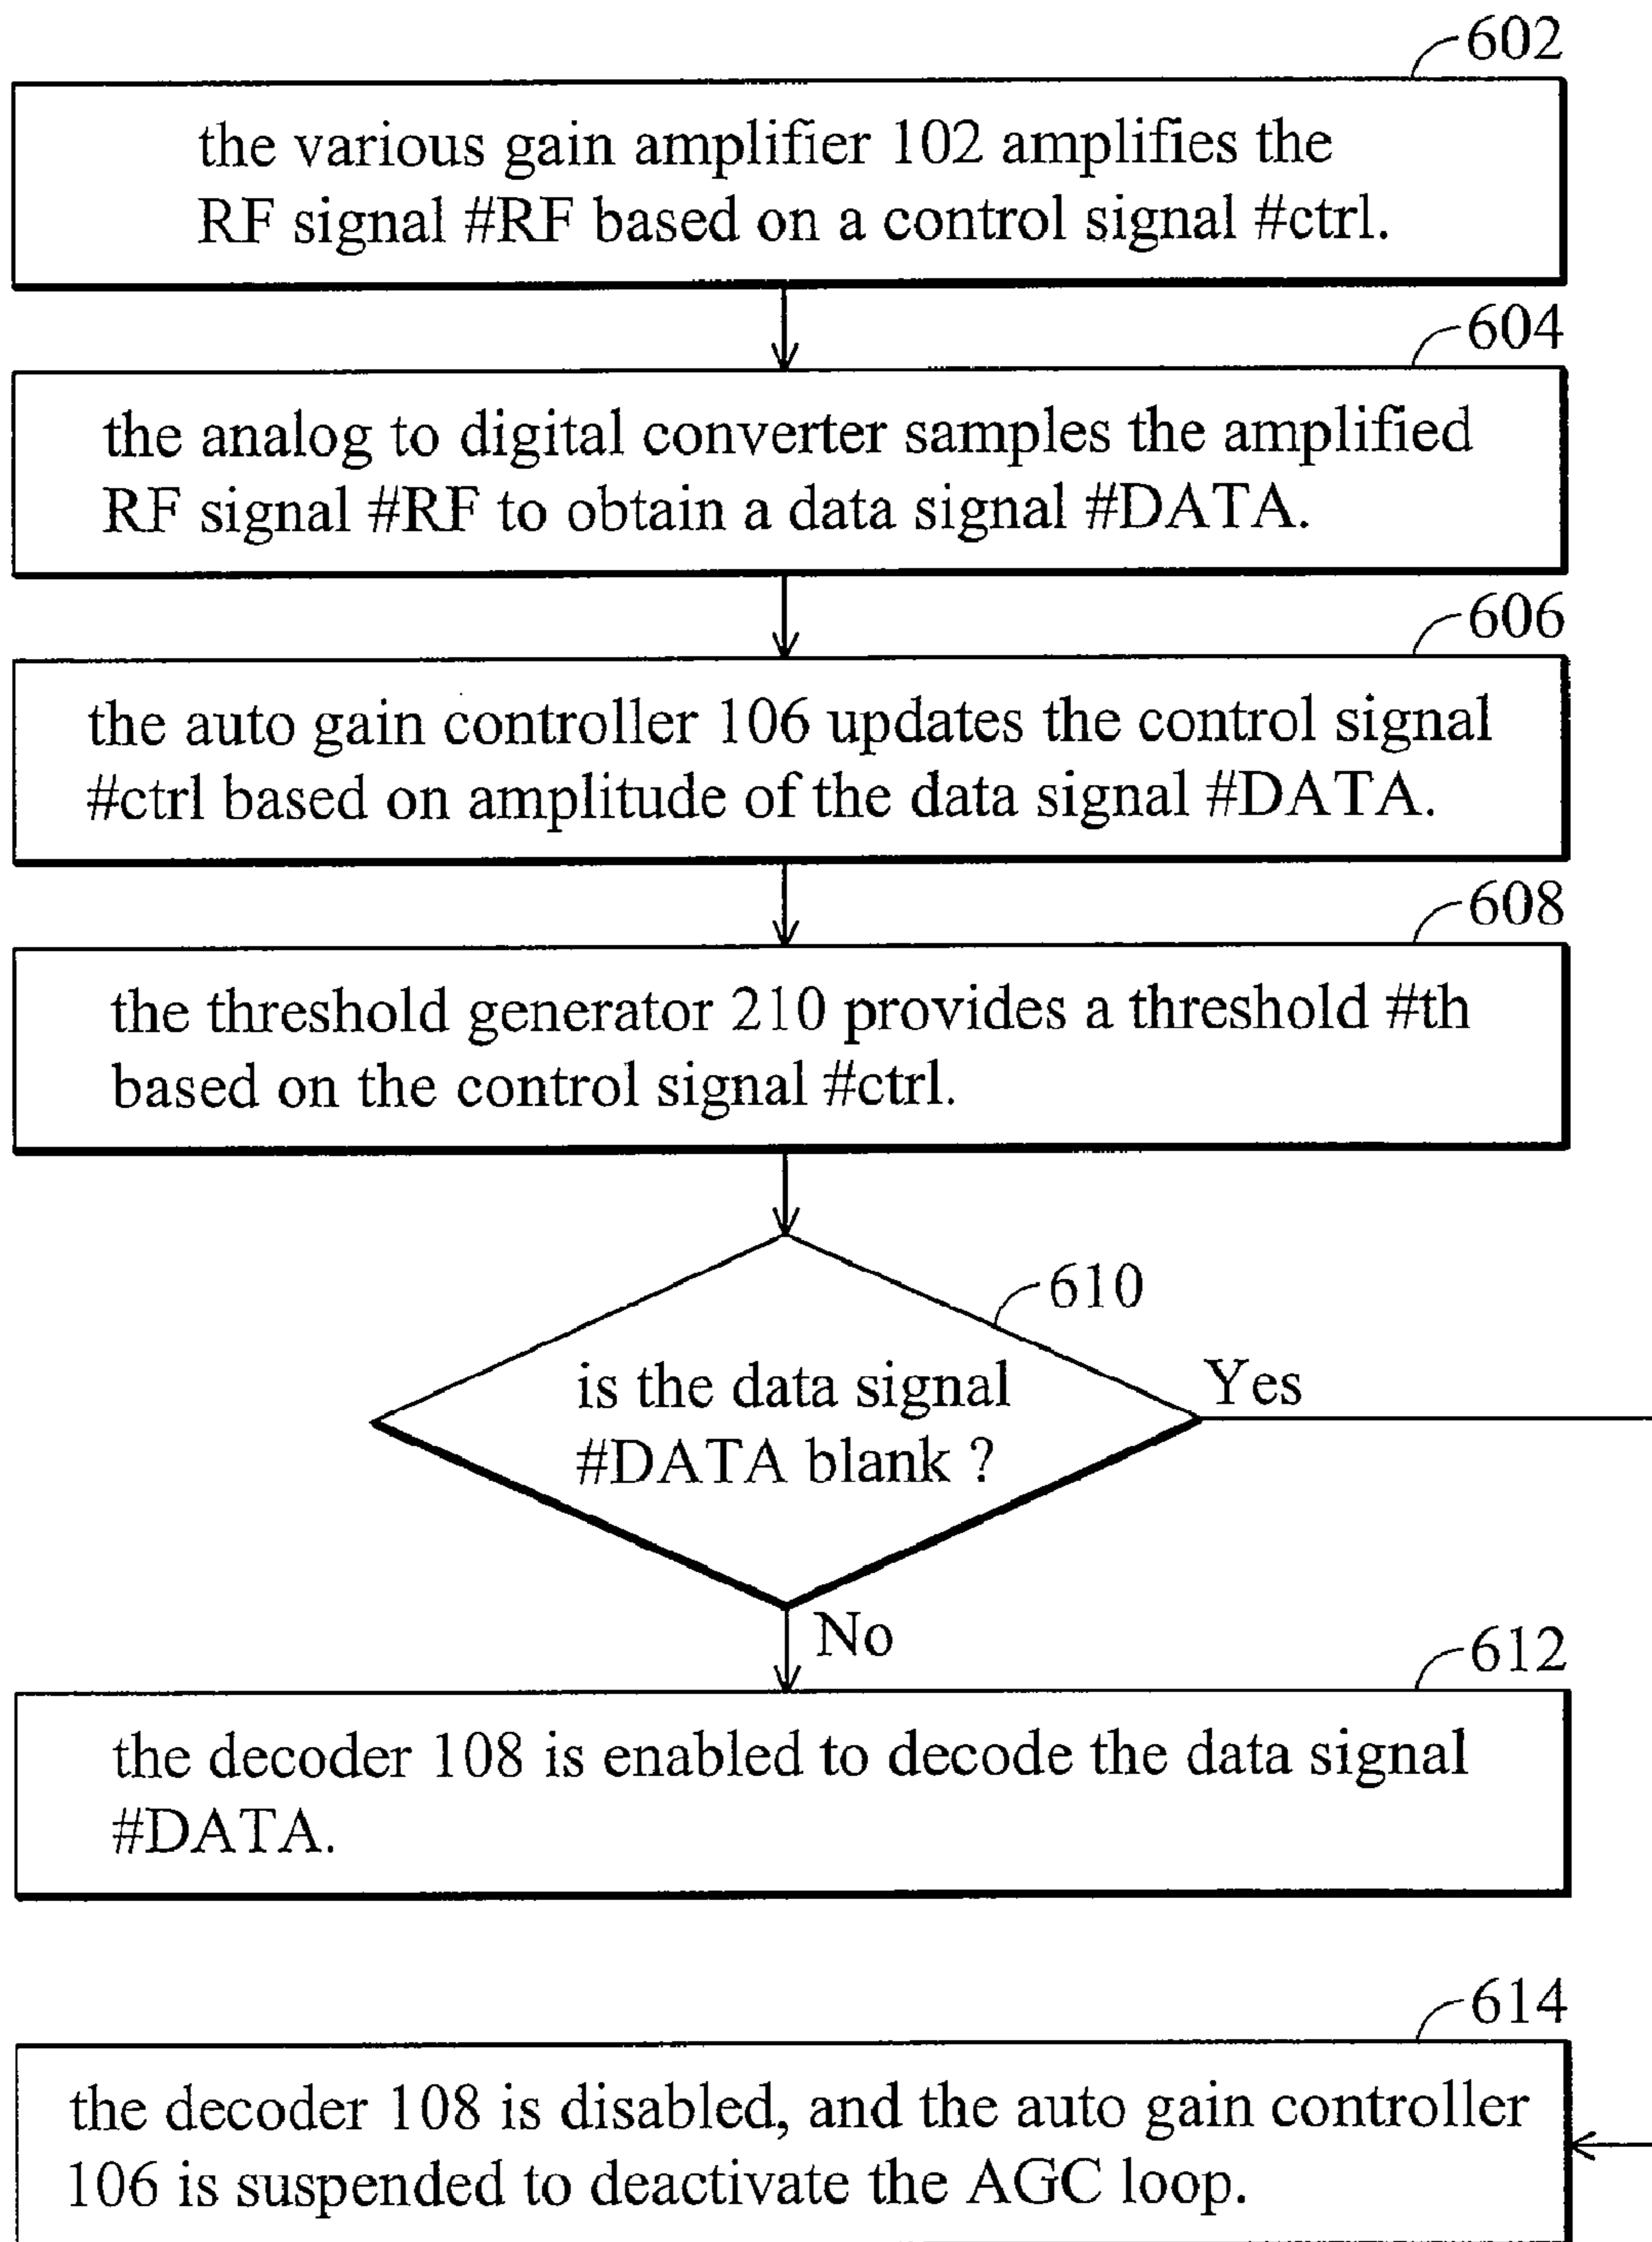 602
the various gain amplifier 102 amplifies the
RF signal #RF based on a control signal #ctrl.
604
the analog to digital converter samples the amplified
RF signal #RF to obtain a data signal #DATA.
606
the auto gain controller 106 updates the control signal
#ctrl based on amplitude of the data signal #DATA.
608
the threshold generator 210 provides a threshold #th
based on the control signal #ctrl.
610
is the data signal
#DATA blank ?
Yes
No
612
the decoder 108 is enabled to decode the data signal
#DATA.
614
the decoder 108 is disabled, and the auto gain controller
106 is suspended to deactivate the AGC loop.